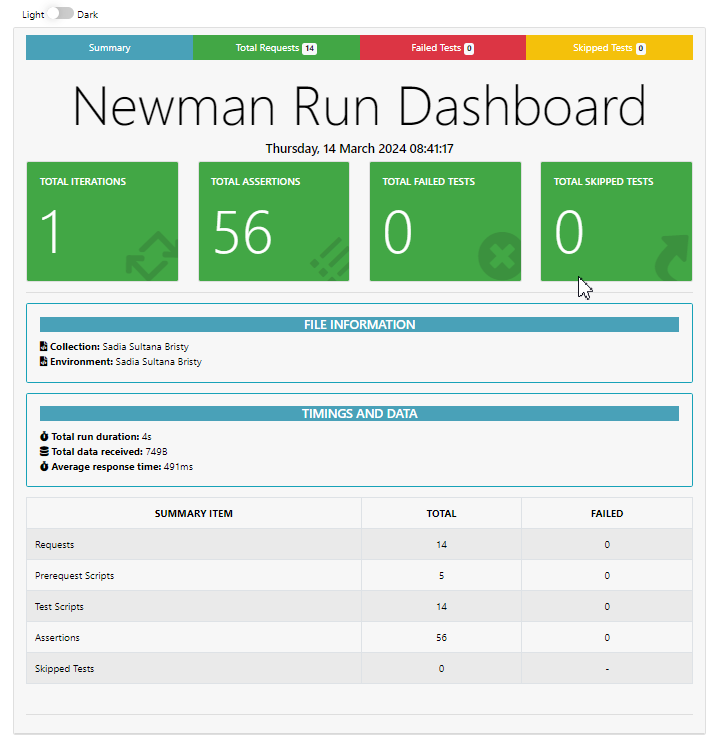 Light Dark
Summary Total Requests 14 Failed Tests 0 Skipped Tests 0
Newman Run Dashboard
Thursday, 14 March 2024 08:41:17
TOTAL ITERATIONS TOTAL ASSERTIONS TOTAL FAILED TESTS TOTAL SKIPPED TESTS
1 56 0 0
FILE INFORMATION
Collection: Sadia Sultana Bristy
Environment: Sadia Sultana Bristy
TIMINGS AND DATA
Total run duration: 4s
Total data received: 749B
Average response time: 491ms
SUMMARY ITEM TOTAL FAILED
Requests 14 0
Prerequest Scripts 5 0
Test Scripts 14 0
Assertions 56 0
Skipped Tests 0 -